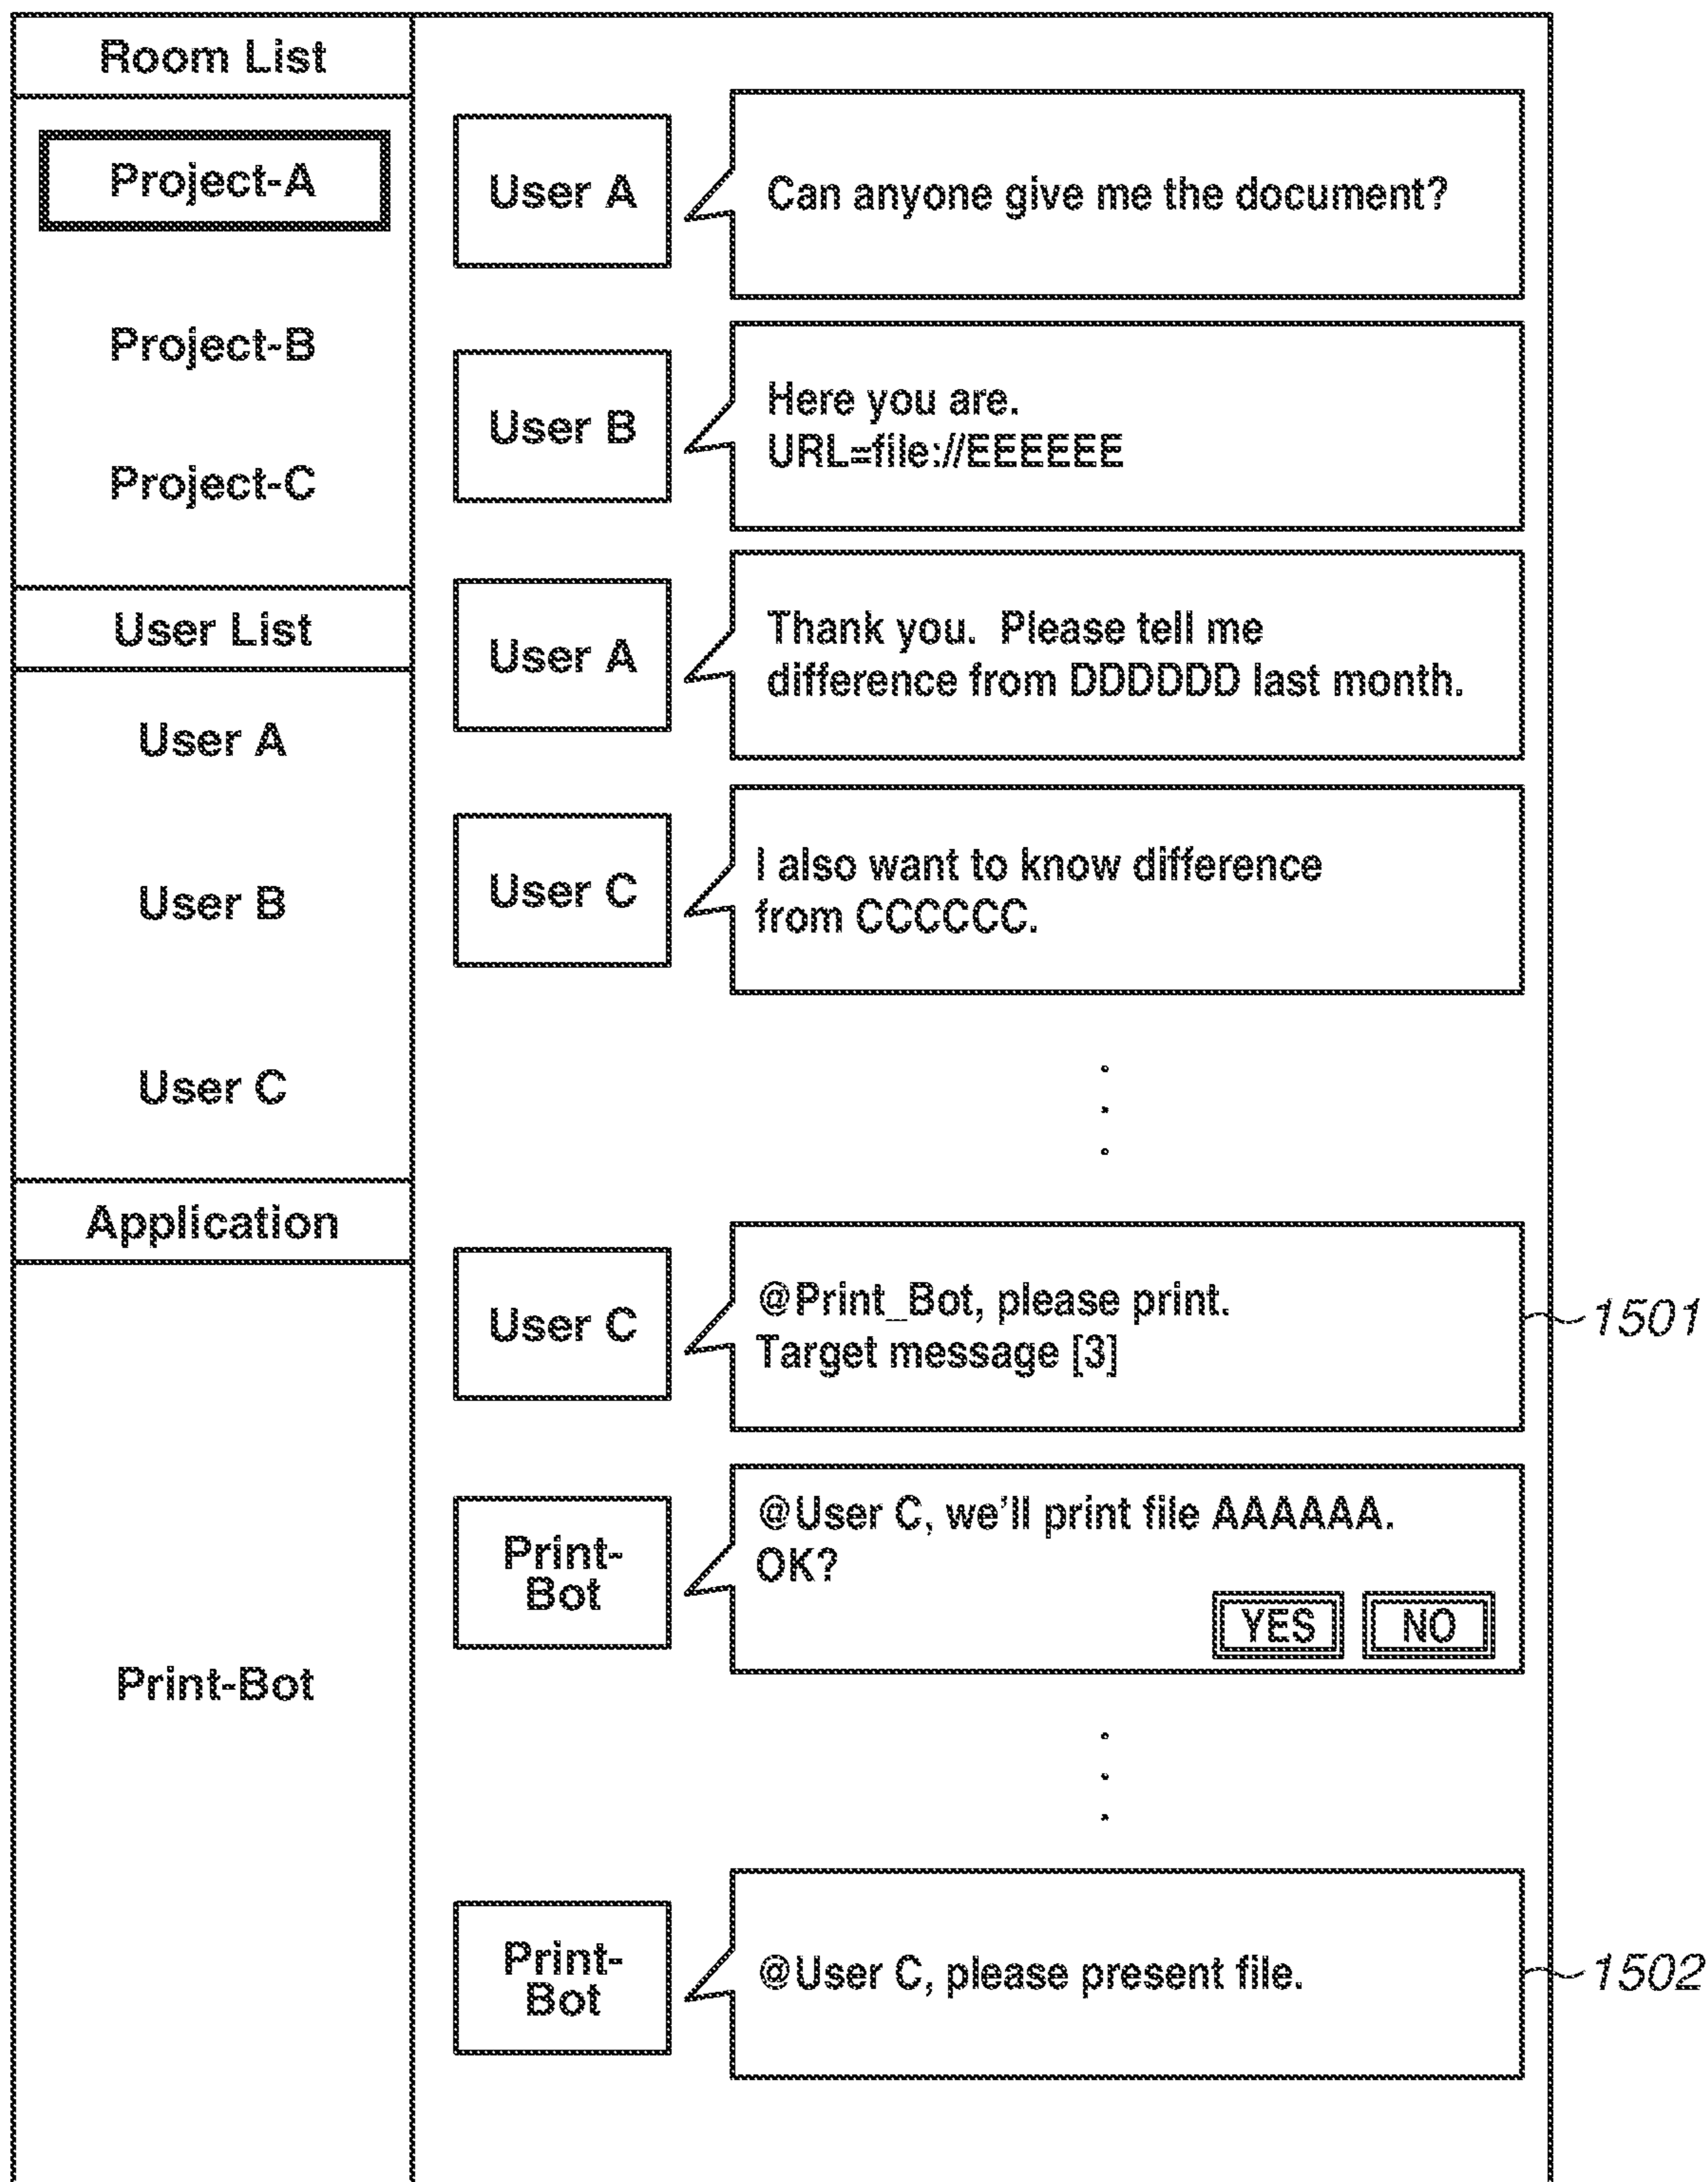 Room List
Project-A
Project-B
Project-C
User List
User A
User B
User C
Application
Print-Bot
User A
Can anyone give me the document?
User B
Here you are.
URL=file://EEEEEE
User A
Thank you. Please tell me
difference from DDDDDD last month.
User C
I also want to know difference
from CCCCCC.
User C
@Print_Bot, please print.
Target message [3]
1501
Print-
Bot
@User C, we'll print file AAAAAA.
OK?
YES
NO
Print-
Bot
@User C, please present file.
1502